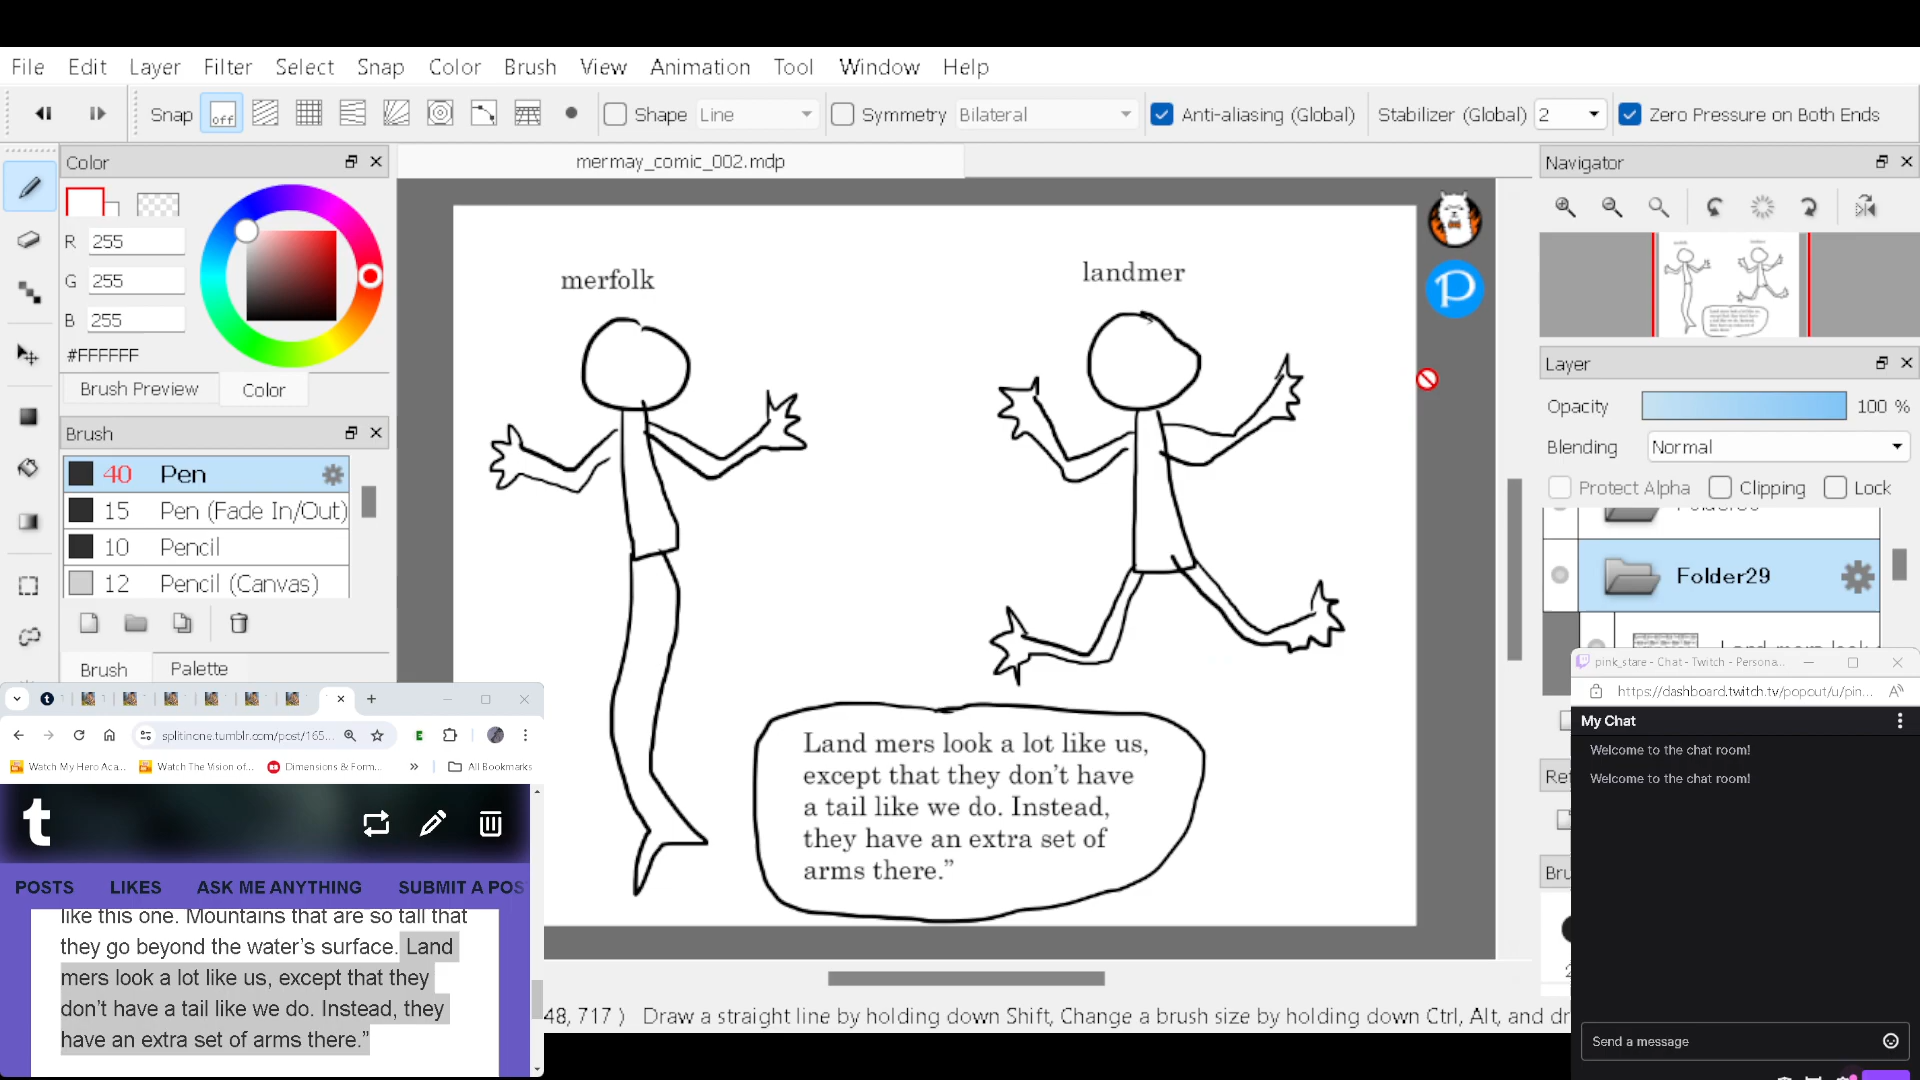 File Edit Layer Filter Select Snap Color Brush View Animation Tool Window Help
Snap off Shape Line Symmetry Bilateral Anti-aliasing (Global) Stabilizer (Global) 2 Zero Pressure on Both Ends
Color
R 255
G 255
B 255
#FFFFFF
Brush Preview Color
Brush
40 Pen
15 Pen (Fade In/Out)
10 Pencil
12 Pencil (Canvas)
Brush Palette
mermay_comic_002.mdp
merfolk
landmer
Land mers look a lot like us,
except that they don't have
a tail like we do. Instead,
they have an extra set of
arms there.”
P
Navigator
Layer
Opacity 100 %
Blending Normal
Protect Alpha Clipping Lock
Folder29
Land mers look
48, 717 ) Draw a straight line by holding down Shift, Change a brush size by holding down Ctrl, Alt, and dr
splitinone.tumblr.com/post/165...
Watch My Hero Aca... Watch The Vision of... Dimensions & Form... » All Bookmarks
t
POSTS LIKES ASK ME ANYTHING SUBMIT A POS
like this one. Mountains that are so tall that
they go beyond the water’s surface. Land
mers look a lot like us, except that they
don’t have a tail like we do. Instead, they
have an extra set of arms there.”
pink_stare - Chat - Twitch - Persona...
https://dashboard.twitch.tv/popout/u/pin...
My Chat
Welcome to the chat room!
Welcome to the chat room!
Send a message